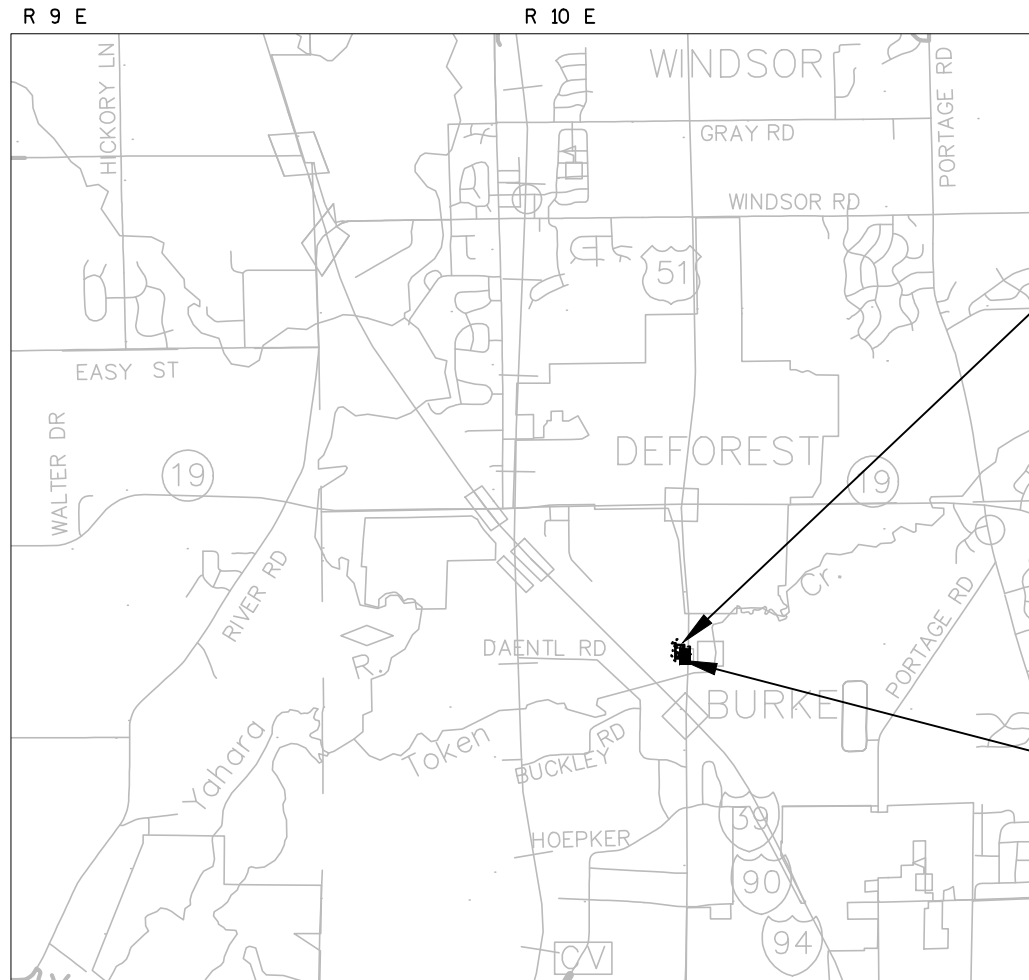 R 9 E
R 10 E
HICKORY LN
WINDSOR
PORTAGE RD
GRAY RD
WINDSOR RD
51
EASY ST
WALTER DR
19
DEFOREST
19
RIVER RD
Cr.
R.
DAENTL RD
PORTAGE RD
BURKE
Yahara
Token
BUCKLEY RD
39
HOEPKER
90
94
CV